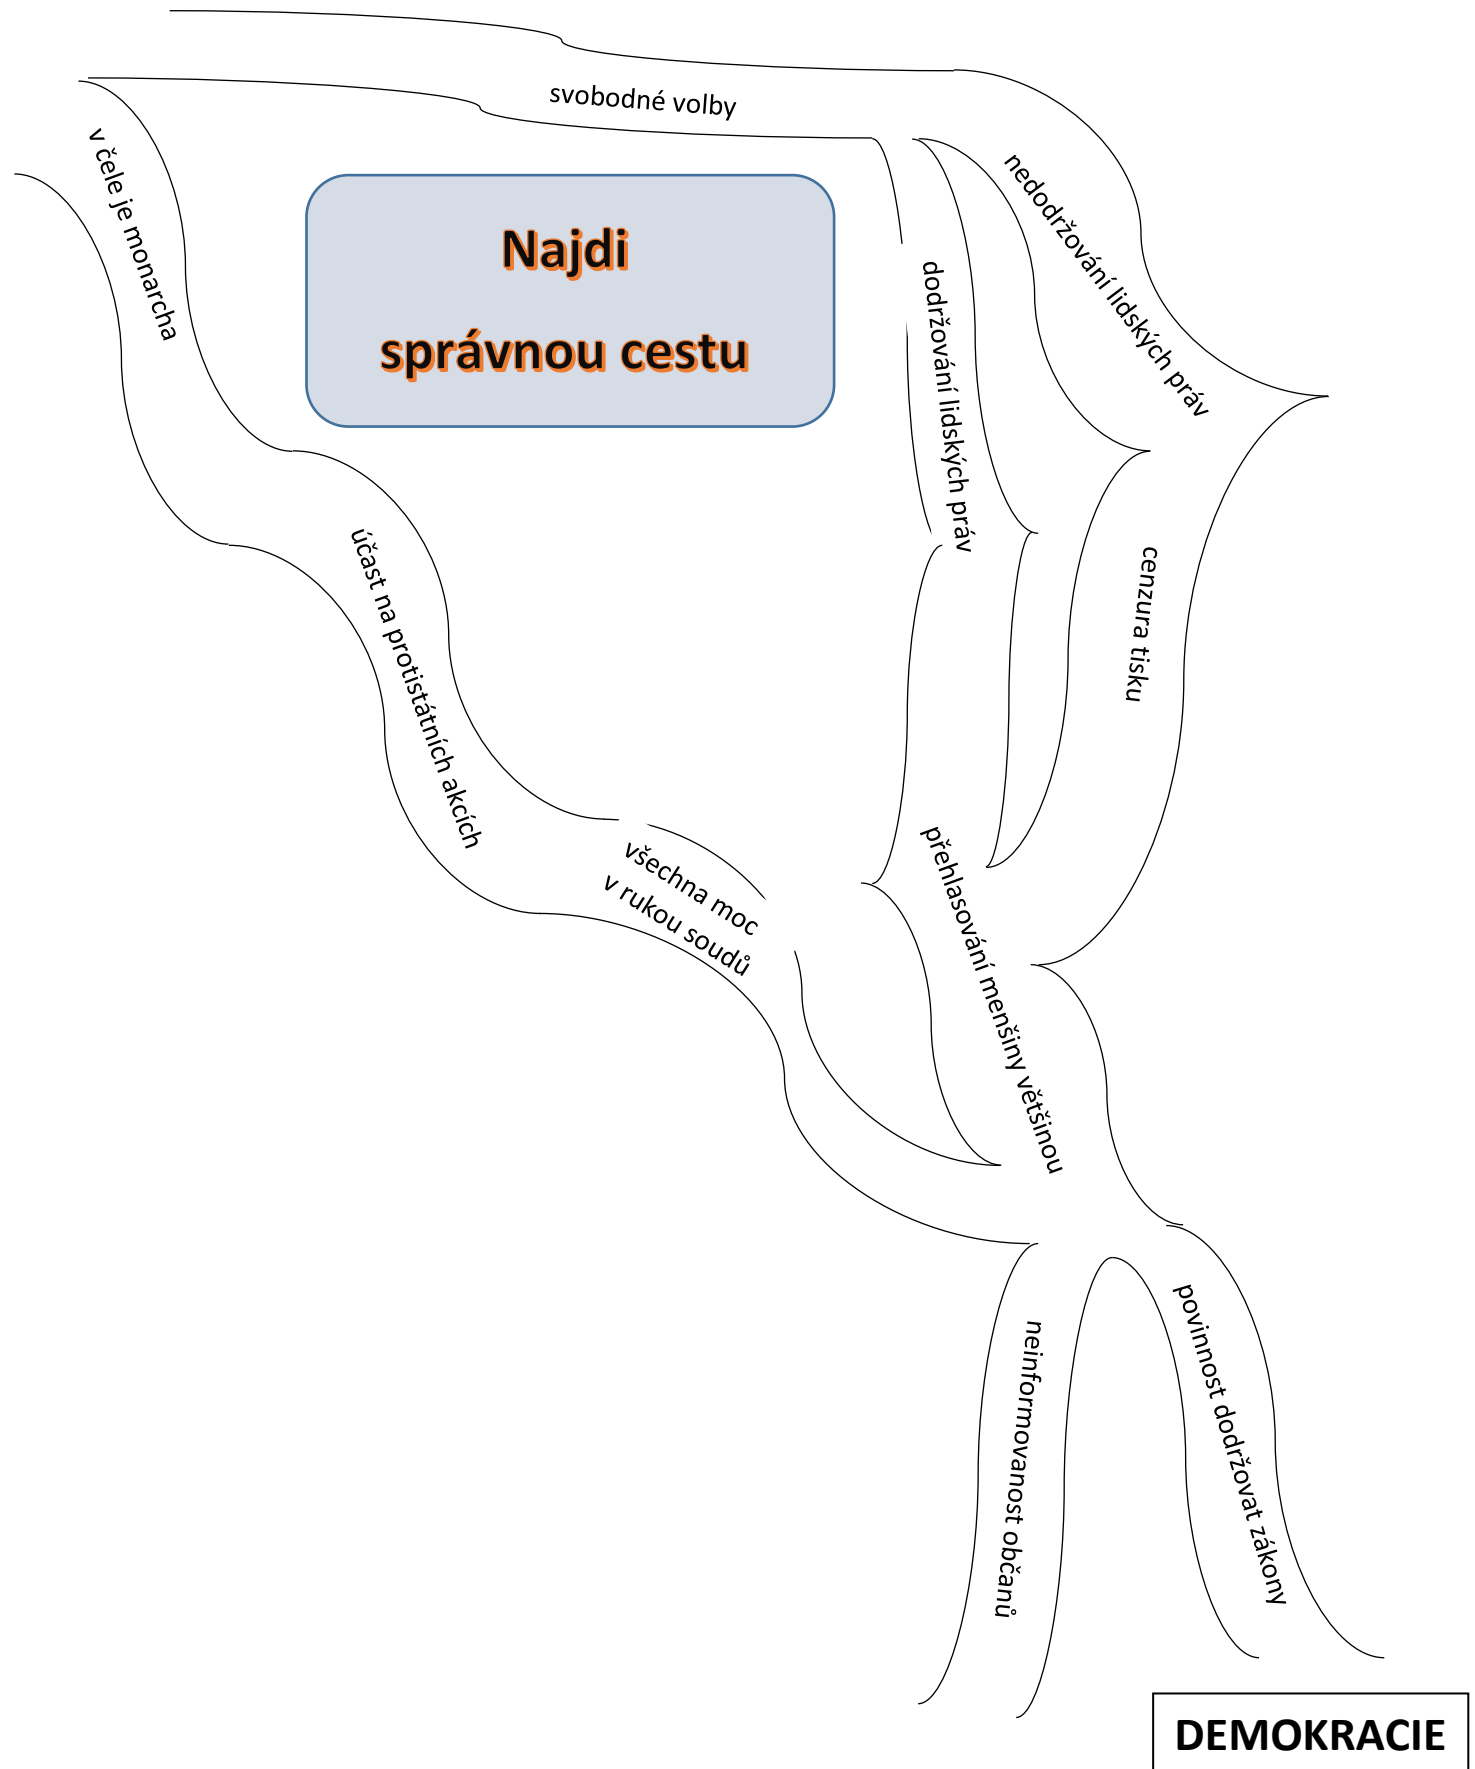 svobodné volby
v čele je monarcha
nedodržování lidských práv
Najdi
správnou cestu
dodržování lidských práv
účast na protistátních akcích
cenzura tisku
všechna moc
v rukou soudů
přehlasování menšiny většinou
neinformovanost občanů
povinnost dodržovat zákony
DEMOKRACIE